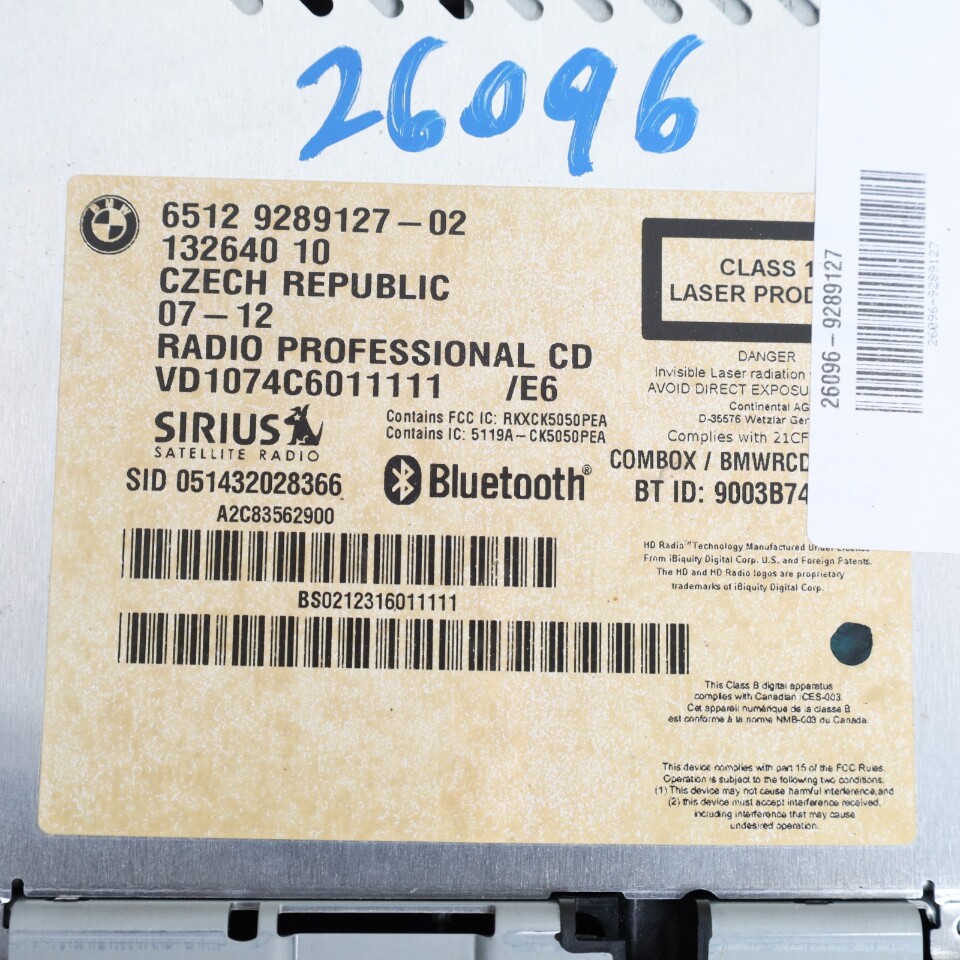 26096
BMW
6512 9289127-02
132640 10
CZECH REPUBLIC
07-12
RADIO PROFESSIONAL CD
VD1074C6011111 /E6
SIRIUS
SATELLITE RADIO
SID 051432028366
A2C83562900
Contains FCC IC: RKXCK5050PEA
Contains IC: 5119A-CK5050PEA
Bluetooth®
BS0212316011111
CLASS 1
LASER PROD
DANGER
Invisible Laser radiation
AVOID DIRECT EXPOSU
Continental AG
D-35576 Wetzlar Ger
Complies with 21CF
COMBOX / BMWRCD
BT ID: 9003B74
HD Radio™ Technology Manufactured Under License
From iBiquity Digital Corp. U.S. and Foreign Patents.
The HD and HD Radio logos are proprietary
trademarks of iBiquity Digital Corp.
This Class B digital apparatus
complies with Canadian ICES-003.
Cet appareil numérique de la classe B
est conforme à la norme NMB-003 du Canada.
This device complies with part 15 of the FCC Rules.
Operation is subject to the following two conditions:
(1) This device may not cause harmful interference,and
(2) this device must accept interference received,
including interference that may cause
undesired operation.
26096-9289127
26096-9289127